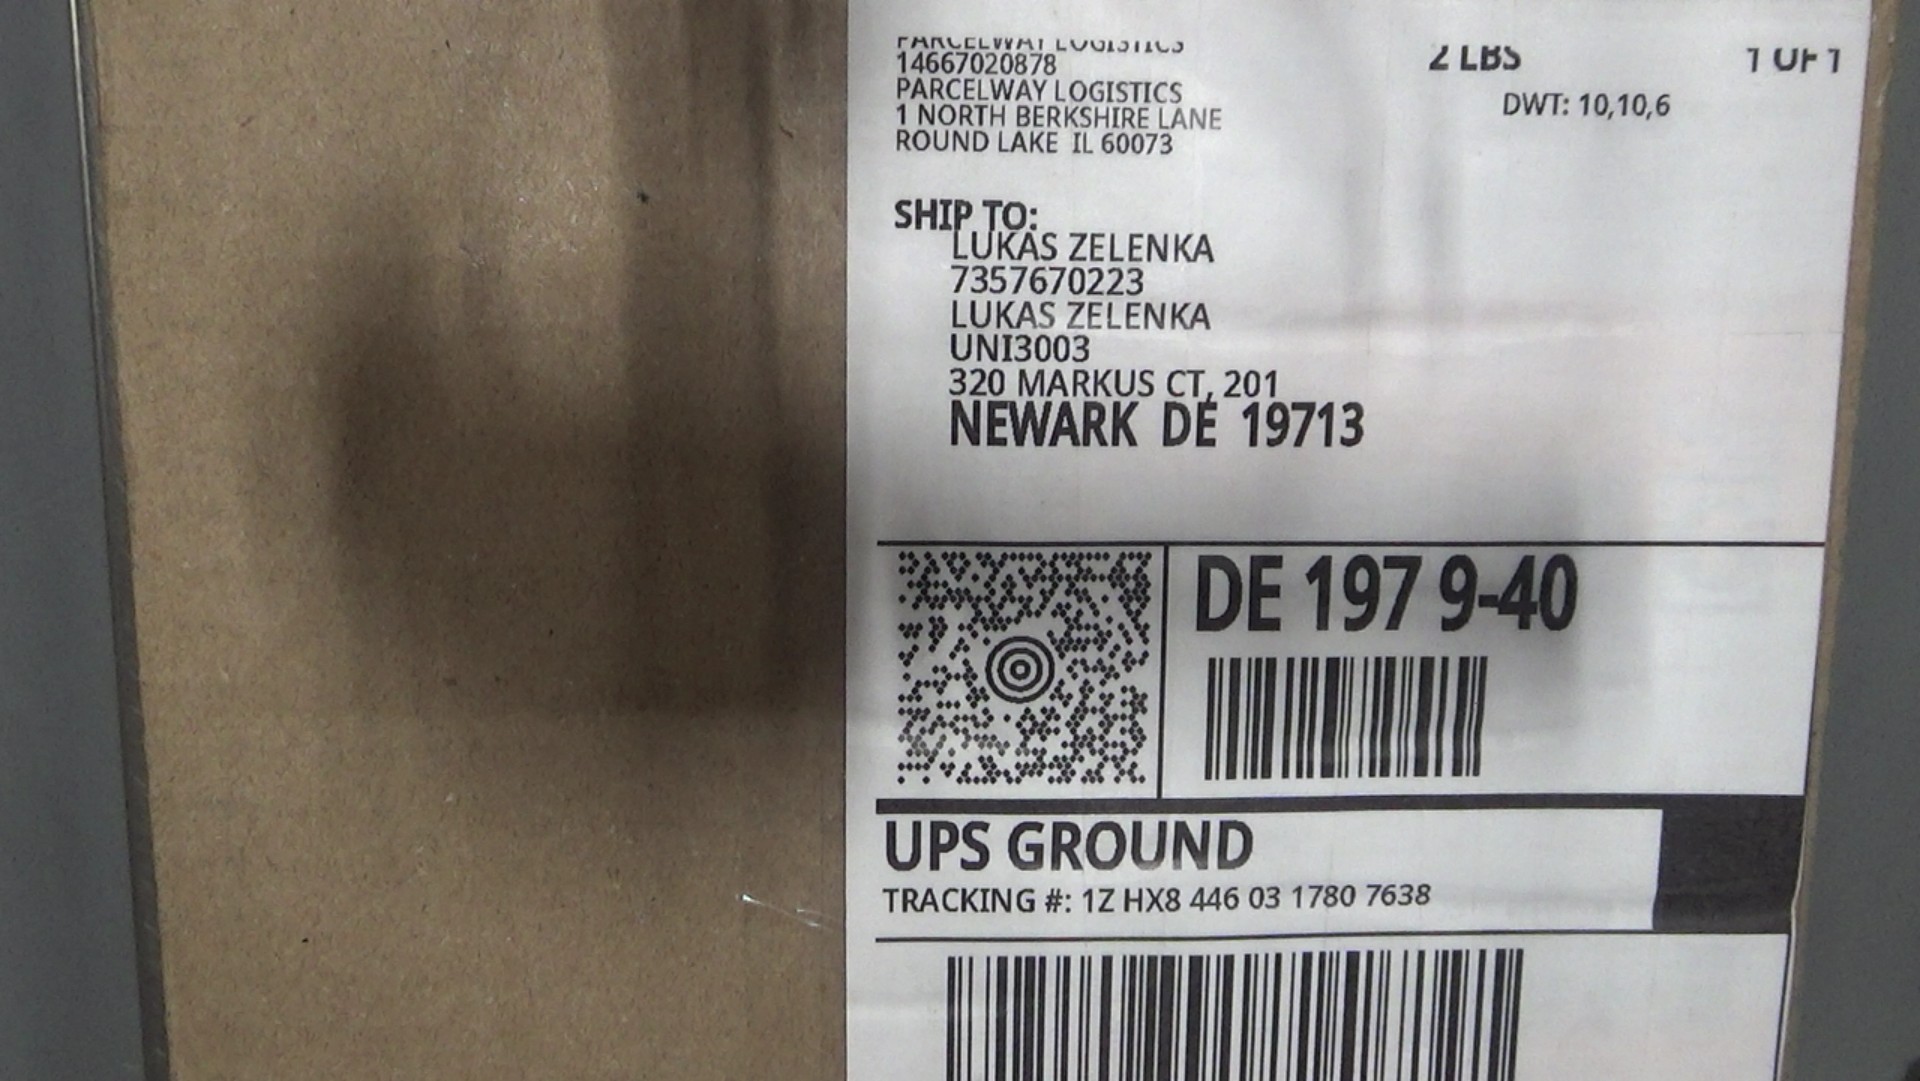 PARCELWAY LOGISTICS
14667020878
PARCELWAY LOGISTICS
1 NORTH BERKSHIRE LANE
ROUND LAKE IL 60073
2 LBS
1 OF 1
DWT: 10,10,6
SHIP TO:
LUKAS ZELENKA
7357670223
LUKAS ZELENKA
UNI3003
320 MARKUS CT, 201
NEWARK DE 19713
DE 197 9-40
UPS GROUND
TRACKING #: 1Z HX8 446 03 1780 7638